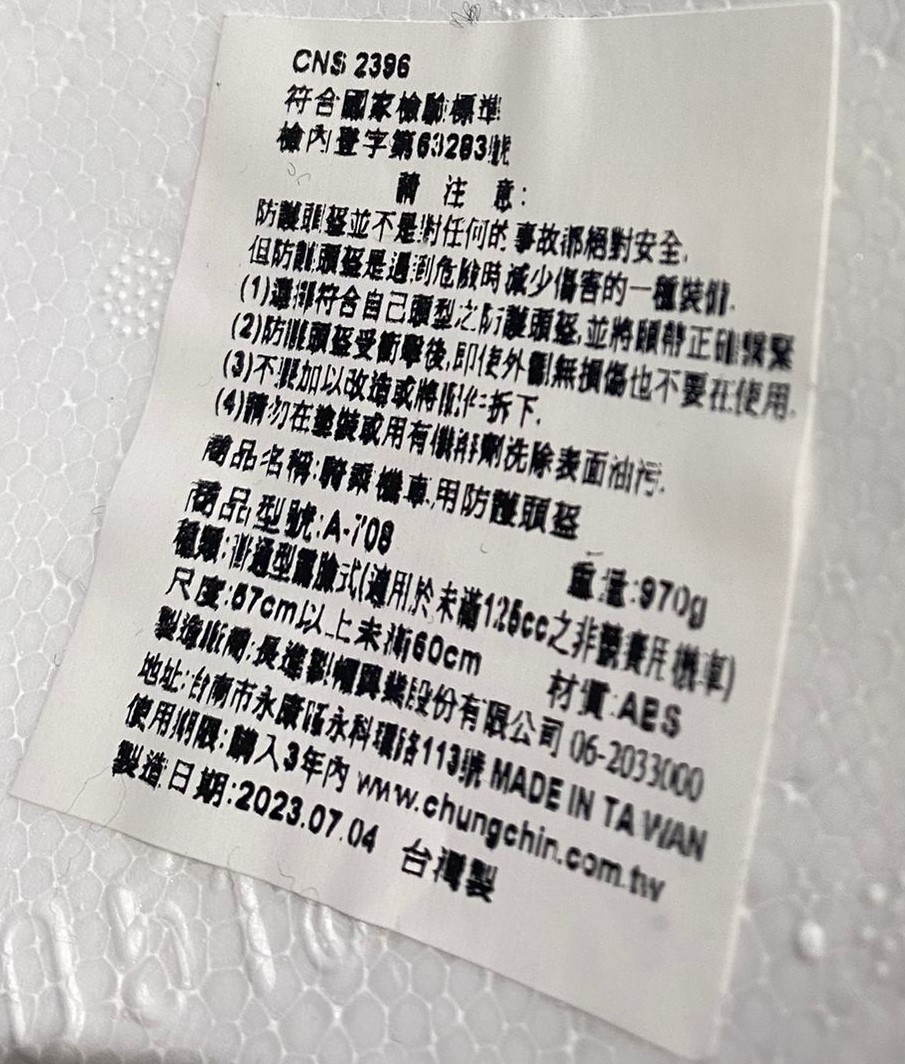 CNS 2396
符合國家檢驗標準
檢內登字第63283號
請 注 意:
防護頭盔並不是對任何的事故都絕對安全.
但防護頭盔是遇到危險時減少傷害的一種裝備.
(1)選擇符合自己頭型之防護頭盔,並將頤帶正確繫緊
(2)防護頭盔受衝擊後,即使外觀無損傷也不要在使用.
(3)不要加以改造或將配件拆下.
(4)請勿在塗裝或用有機溶劑洗除表面油污.
商品名稱:騎乘機車用防護頭盔
商品型號:A-708 重量:970g
種類:普通型露臉式(適用於未滿125cc之非競賽用機車)
尺度:57cm以上未滿60cm 材質:ABS
製造廠商:長進製帽興業股份有限公司 06-2033000
地址:台南市永康區永科環路113號 MADE IN TAIWAN
使用期限:購入3年內 www.chungchin.com.tw
製造日期:2023.07.04 台灣製